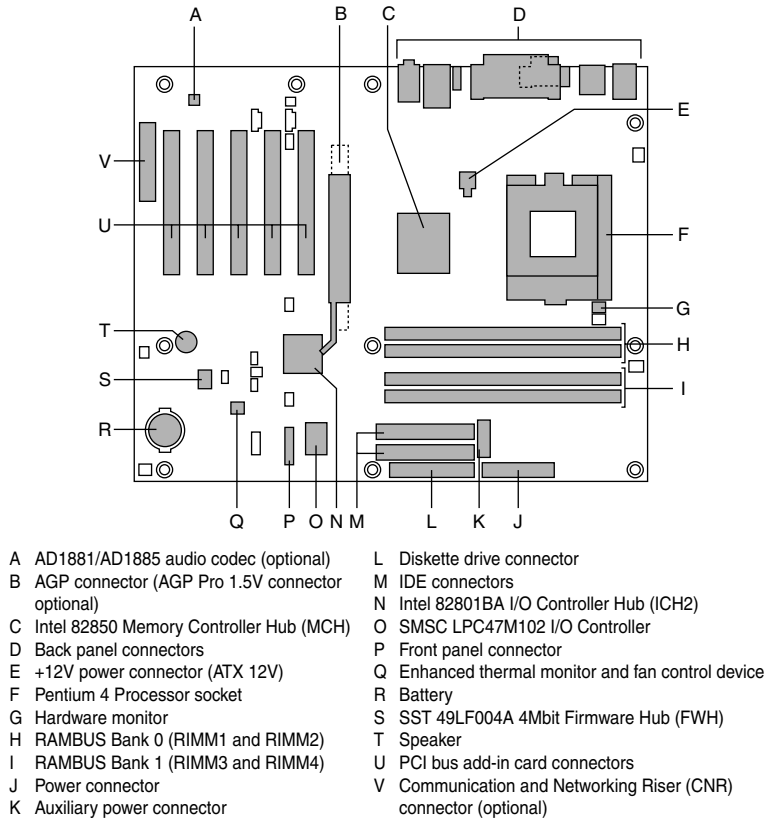 A B C D
E
V
U
F
G
T
H
S
I
R
Q P O N M L K J
A AD1881/AD1885 audio codec (optional)
B AGP connector (AGP Pro 1.5V connector
optional)
C Intel 82850 Memory Controller Hub (MCH)
D Back panel connectors
E +12V power connector (ATX 12V)
F Pentium 4 Processor socket
G Hardware monitor
H RAMBUS Bank 0 (RIMM1 and RIMM2)
I RAMBUS Bank 1 (RIMM3 and RIMM4)
J Power connector
K Auxiliary power connector
L Diskette drive connector
M IDE connectors
N Intel 82801BA I/O Controller Hub (ICH2)
O SMSC LPC47M102 I/O Controller
P Front panel connector
Q Enhanced thermal monitor and fan control device
R Battery
S SST 49LF004A 4Mbit Firmware Hub (FWH)
T Speaker
U PCI bus add-in card connectors
V Communication and Networking Riser (CNR)
connector (optional)